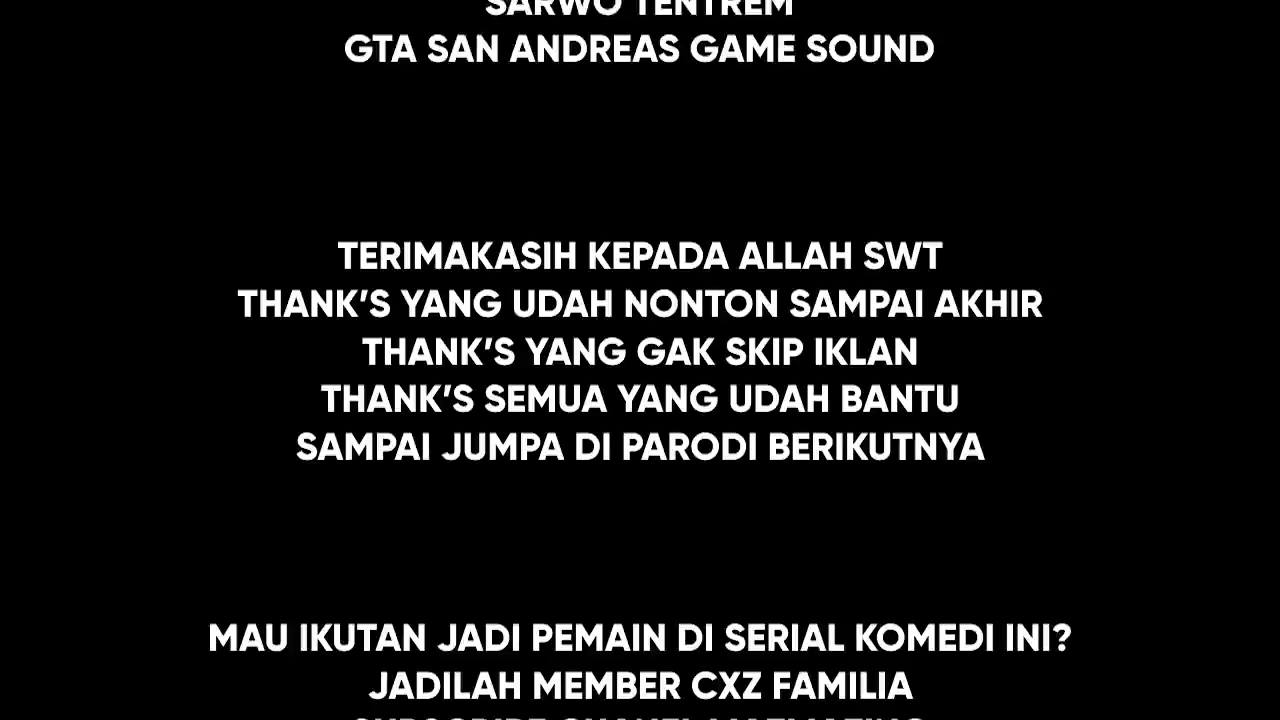 SARWO TENTREM
GTA SAN ANDREAS GAME SOUND
TERIMAKASIH KEPADA ALLAH SWT
THANK'S YANG UDAH NONTON SAMPAI AKHIR
THANK'S YANG GAK SKIP IKLAN
THANK'S SEMUA YANG UDAH BANTU
SAMPAI JUMPA DI PARODI BERIKUTNYA
MAU IKUTAN JADI PEMAIN DI SERIAL KOMEDI INI?
JADILAH MEMBER CXZ FAMILIA